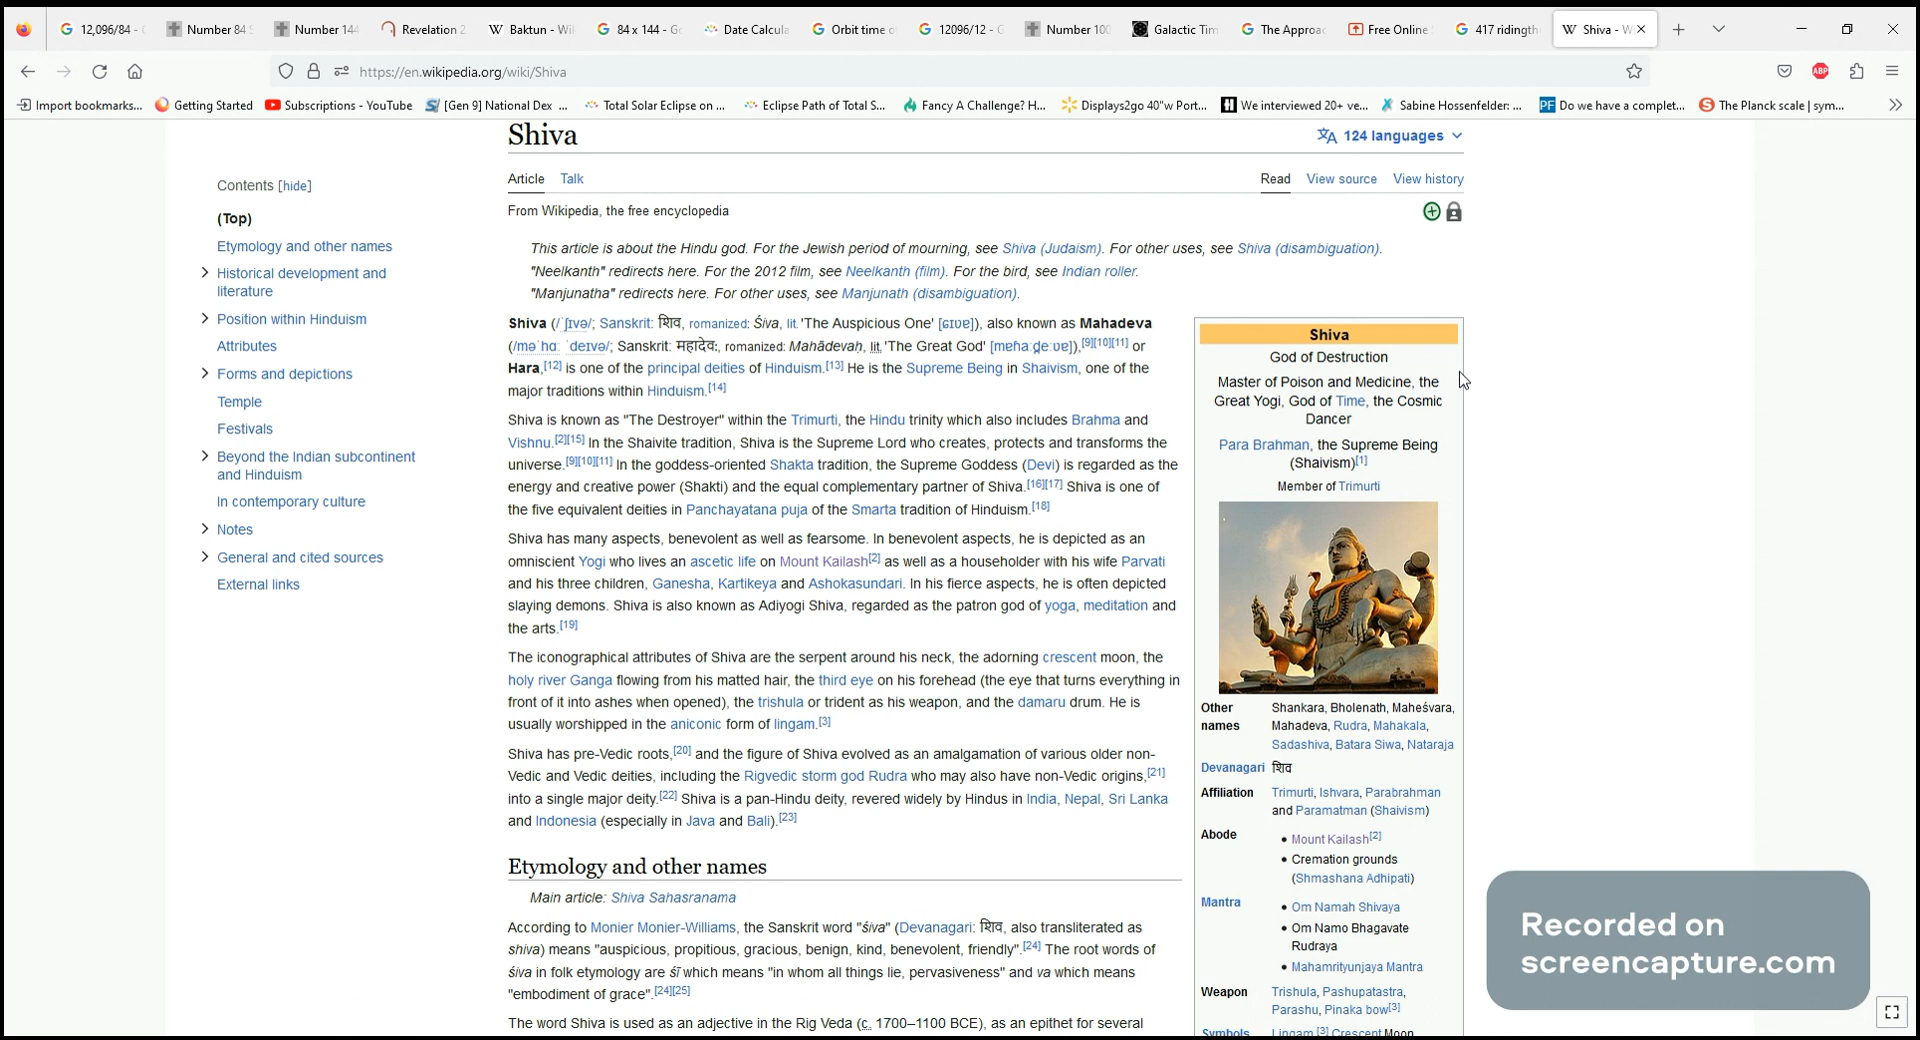 12,096/84 - G
Number 84 S
Number 144
Revelation 2
W Baktun - Wi
84 x 144 - Go
Date Calcula
Orbit time o
12096/12 - G
Number 100
Galactic Tim
The Approac
Free Online
417 ridingth
W Shiva - W
https://en.wikipedia.org/wiki/Shiva
ABP
Import bookmarks...
Getting Started
Subscriptions - YouTube
[Gen 9] National Dex ...
Total Solar Eclipse on ...
Eclipse Path of Total S...
Fancy A Challenge? H...
Displays2go 40"w Port...
We interviewed 20+ ve...
Sabine Hossenfelder: ...
PF Do we have a complet...
The Planck scale | sym...
Shiva
124 languages
Contents [hide]
(Top)
Etymology and other names
Historical development and
literature
Position within Hinduism
Attributes
Forms and depictions
Temple
Festivals
Beyond the Indian subcontinent
and Hinduism
In contemporary culture
Notes
General and cited sources
External links
Article Talk
Read View source View history
From Wikipedia, the free encyclopedia
This article is about the Hindu god. For the Jewish period of mourning, see Shiva (Judaism). For other uses, see Shiva (disambiguation).
"Neelkanth" redirects here. For the 2012 film, see Neelkanth (film). For the bird, see Indian roller.
"Manjunatha" redirects here. For other uses, see Manjunath (disambiguation).
Shiva (/ˈʃɪvə/; Sanskrit: शिव, romanized: Śiva, lit. 'The Auspicious One' [ɕɪʋɐ]), also known as Mahadeva
(/məˈhɑː ˈdeɪvə/; Sanskrit: महादेवः, romanized: Mahādevaḥ, lit. 'The Great God' [mɐɦaːd̪eːʋɐ]),[9][10][11] or
Hara,[12] is one of the principal deities of Hinduism.[13] He is the Supreme Being in Shaivism, one of the
major traditions within Hinduism.[14]
Shiva is known as "The Destroyer" within the Trimurti, the Hindu trinity which also includes Brahma and
Vishnu.[2][15] In the Shaivite tradition, Shiva is the Supreme Lord who creates, protects and transforms the
universe.[9][10][11] In the goddess-oriented Shakta tradition, the Supreme Goddess (Devi) is regarded as the
energy and creative power (Shakti) and the equal complementary partner of Shiva.[16][17] Shiva is one of
the five equivalent deities in Panchayatana puja of the Smarta tradition of Hinduism.[18]
Shiva has many aspects, benevolent as well as fearsome. In benevolent aspects, he is depicted as an
omniscient Yogi who lives an ascetic life on Mount Kailash[2] as well as a householder with his wife Parvati
and his three children, Ganesha, Kartikeya and Ashokasundari. In his fierce aspects, he is often depicted
slaying demons. Shiva is also known as Adiyogi Shiva, regarded as the patron god of yoga, meditation and
the arts.[19]
The iconographical attributes of Shiva are the serpent around his neck, the adorning crescent moon, the
holy river Ganga flowing from his matted hair, the third eye on his forehead (the eye that turns everything in
front of it into ashes when opened), the trishula or trident as his weapon, and the damaru drum. He is
usually worshipped in the aniconic form of lingam.[3]
Shiva has pre-Vedic roots,[20] and the figure of Shiva evolved as an amalgamation of various older non-
Vedic and Vedic deities, including the Rigvedic storm god Rudra who may also have non-Vedic origins,[21]
into a single major deity.[22] Shiva is a pan-Hindu deity, revered widely by Hindus in India, Nepal, Sri Lanka
and Indonesia (especially in Java and Bali).[23]
Etymology and other names
Main article: Shiva Sahasranama
According to Monier Monier-Williams, the Sanskrit word "śiva" (Devanagari: शिव, also transliterated as
shiva) means "auspicious, propitious, gracious, benign, kind, benevolent, friendly".[24] The root words of
śiva in folk etymology are śī which means "in whom all things lie, pervasiveness" and va which means
"embodiment of grace".[24][25]
The word Shiva is used as an adjective in the Rig Veda (c. 1700–1100 BCE), as an epithet for several
Shiva
God of Destruction
Master of Poison and Medicine, the
Great Yogi, God of Time, the Cosmic
Dancer
Para Brahman, the Supreme Being
(Shaivism)[1]
Member of Trimurti
Other names Shankara, Bholenath, Maheśvara,
Mahadeva, Rudra, Mahakala,
Sadashiva, Batara Siwa, Nataraja
Devanagari शिव
Affiliation Trimurti, Ishvara, Parabrahman
and Paramatman (Shaivism)
Abode • Mount Kailash[2]
• Cremation grounds
(Shmashana Adhipati)
Mantra • Om Namah Shivaya
• Om Namo Bhagavate
Rudraya
• Mahamrityunjaya Mantra
Weapon Trishula, Pashupatastra,
Parashu, Pinaka bow[3]
Symbols Lingam,[3] Crescent Moon
Recorded on
screencapture.com